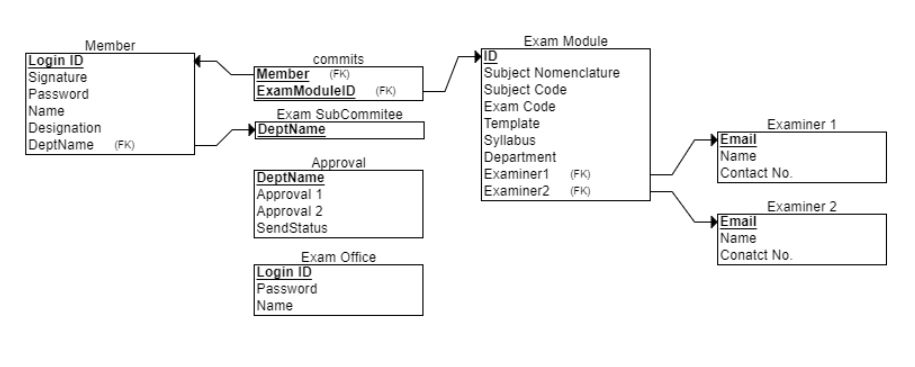 Member
Login ID
Signature
Password
Name
Designation
DeptName (FK)
commits
Member (FK)
ExamModuleID (FK)
Exam SubCommitee
DeptName
Approval
DeptName
Approval 1
Approval 2
SendStatus
Exam Office
Login ID
Password
Name
Exam Module
ID
Subject Nomenclature
Subject Code
Exam Code
Template
Syllabus
Department
Examiner1 (FK)
Examiner2 (FK)
Examiner 1
Email
Name
Contact No.
Examiner 2
Email
Name
Conatct No.